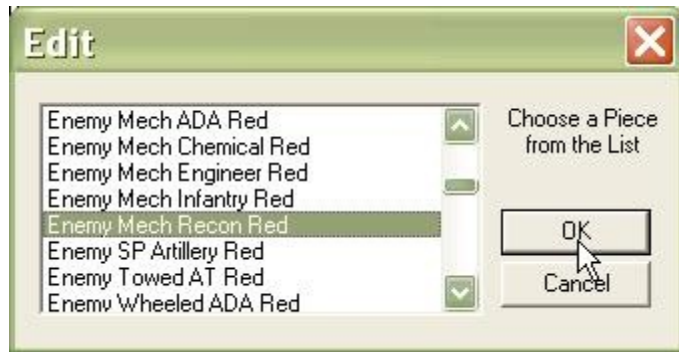 Edit
Enemy Mech ADA Red
Enemy Mech Chemical Red
Enemy Mech Engineer Red
Enemy Mech Infantry Red
Enemy Mech Recon Red
Enemy SP Artillery Red
Enemy Towed AT Red
Enemy Wheeled ADA Red
Choose a Piece
from the List
OK
Cancel